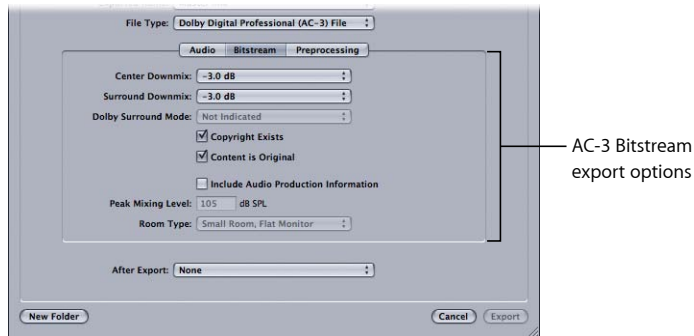 File Type: Dolby Digital Professional (AC-3) File
Audio Bitstream Preprocessing
Center Downmix: -3.0 dB
Surround Downmix: -3.0 dB
Dolby Surround Mode: Not Indicated
Copyright Exists
Content is Original
Include Audio Production Information
Peak Mixing Level: 105 dB SPL
Room Type: Small Room, Flat Monitor
After Export: None
New Folder Cancel Export
AC-3 Bitstream
export options